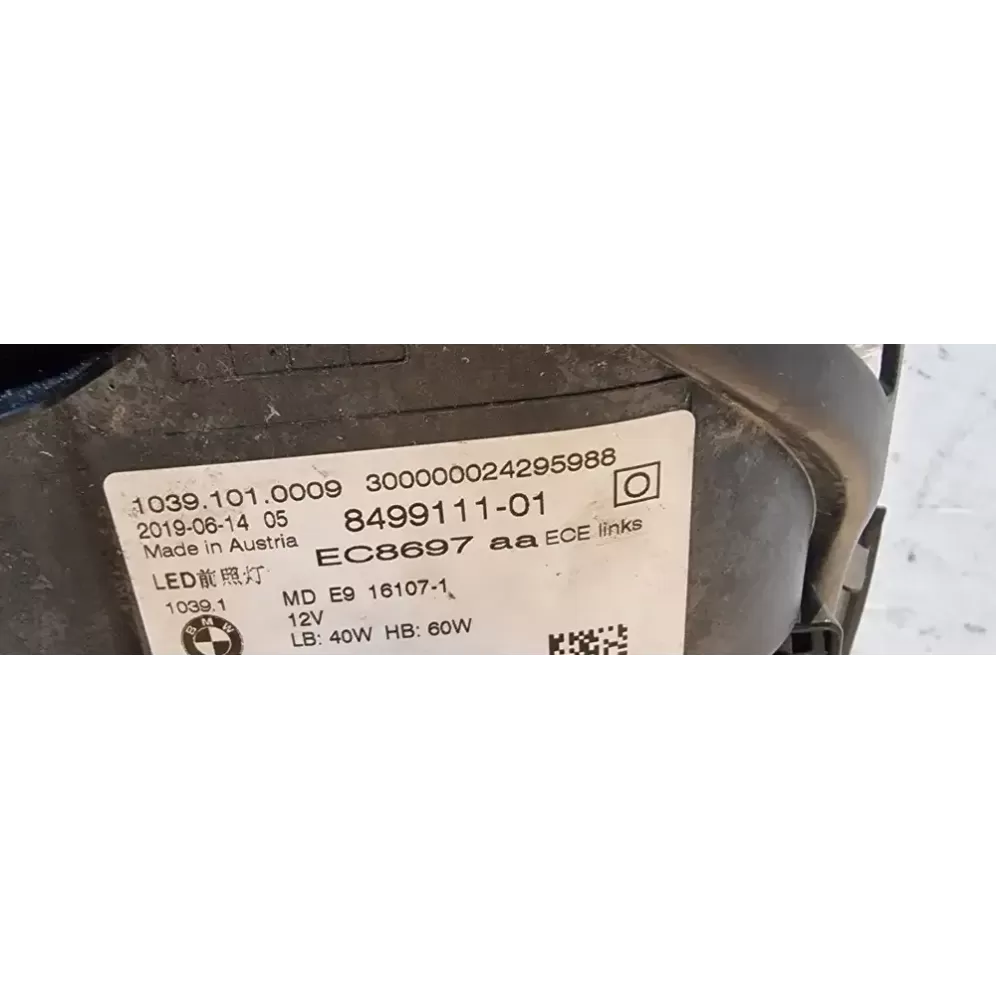 1039.101.0009 300000024295988
2019-06-14 05 8499111-01
Made in Austria EC8697 aa ECE links
LED前照灯
1039.1 MD E9 16107-1
12V
BMW LB: 40W HB: 60W